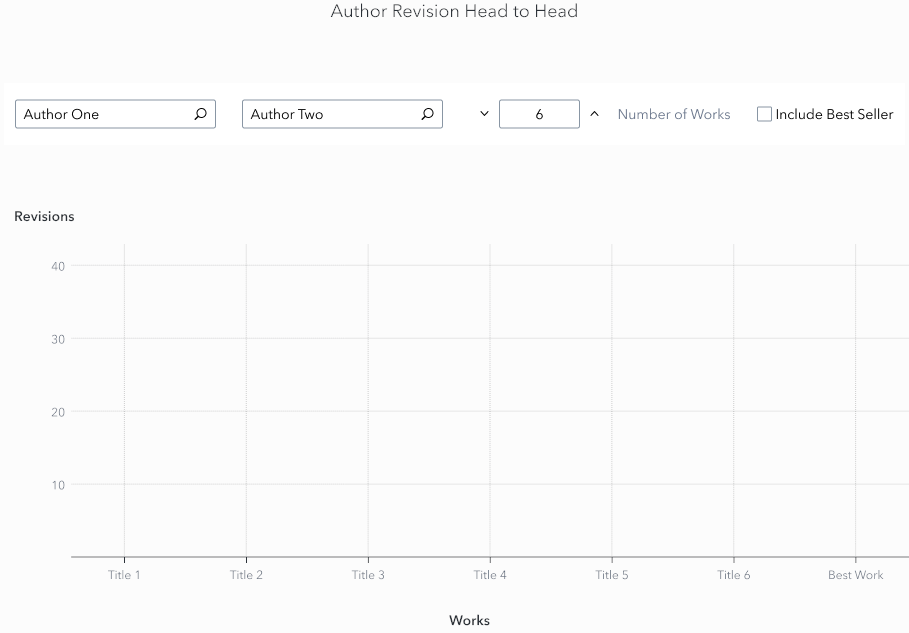 Author Revision Head to Head
Author One Author Two 6 Number of Works Include Best Seller
Revisions
40
30
20
10
Title 1 Title 2 Title 3 Title 4 Title 5 Title 6 Best Work
Works